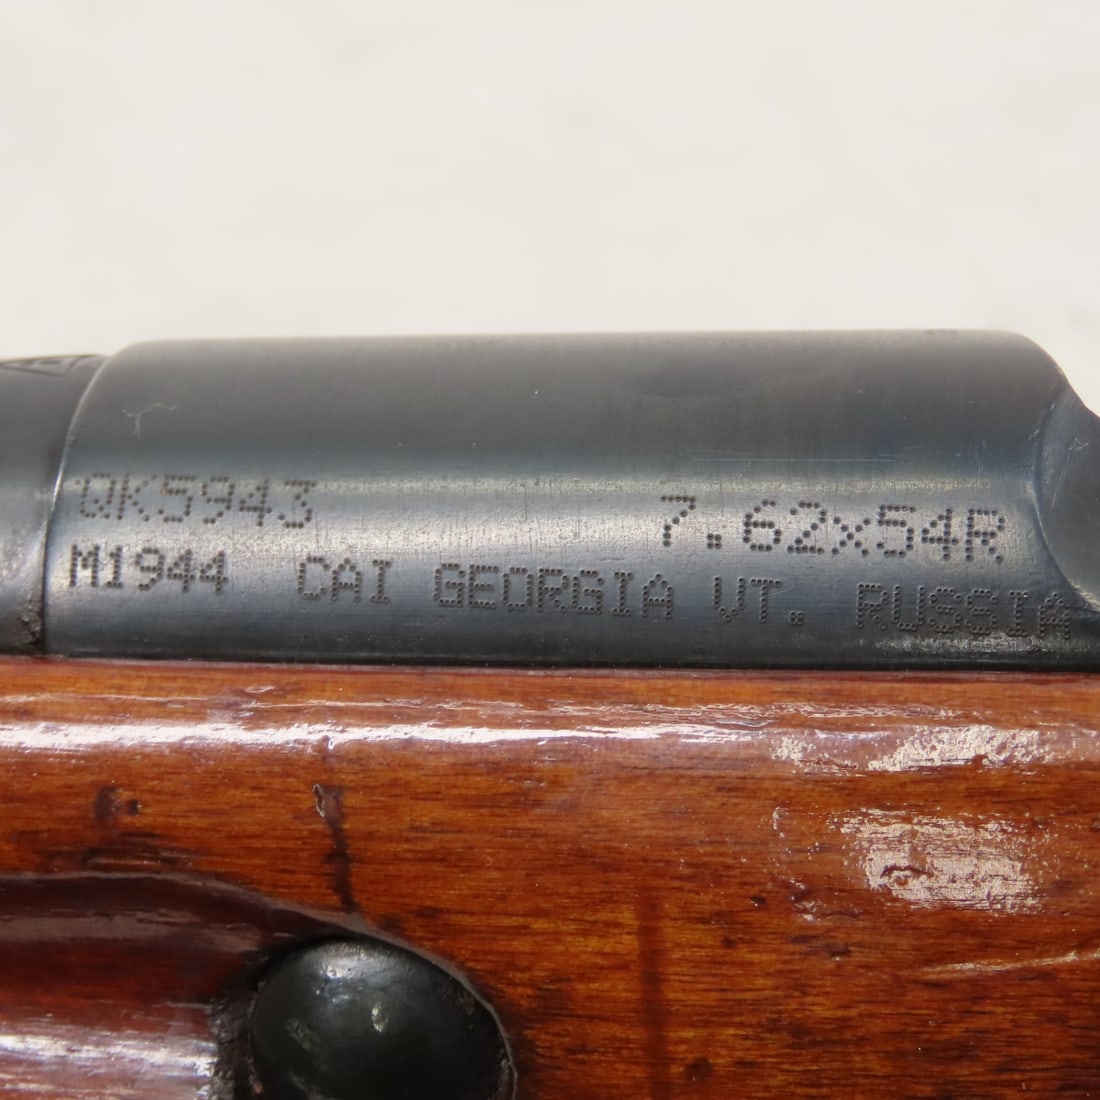 QK5943 7.62x54R
M1944 CAI GEORGIA VT. RUSSIA